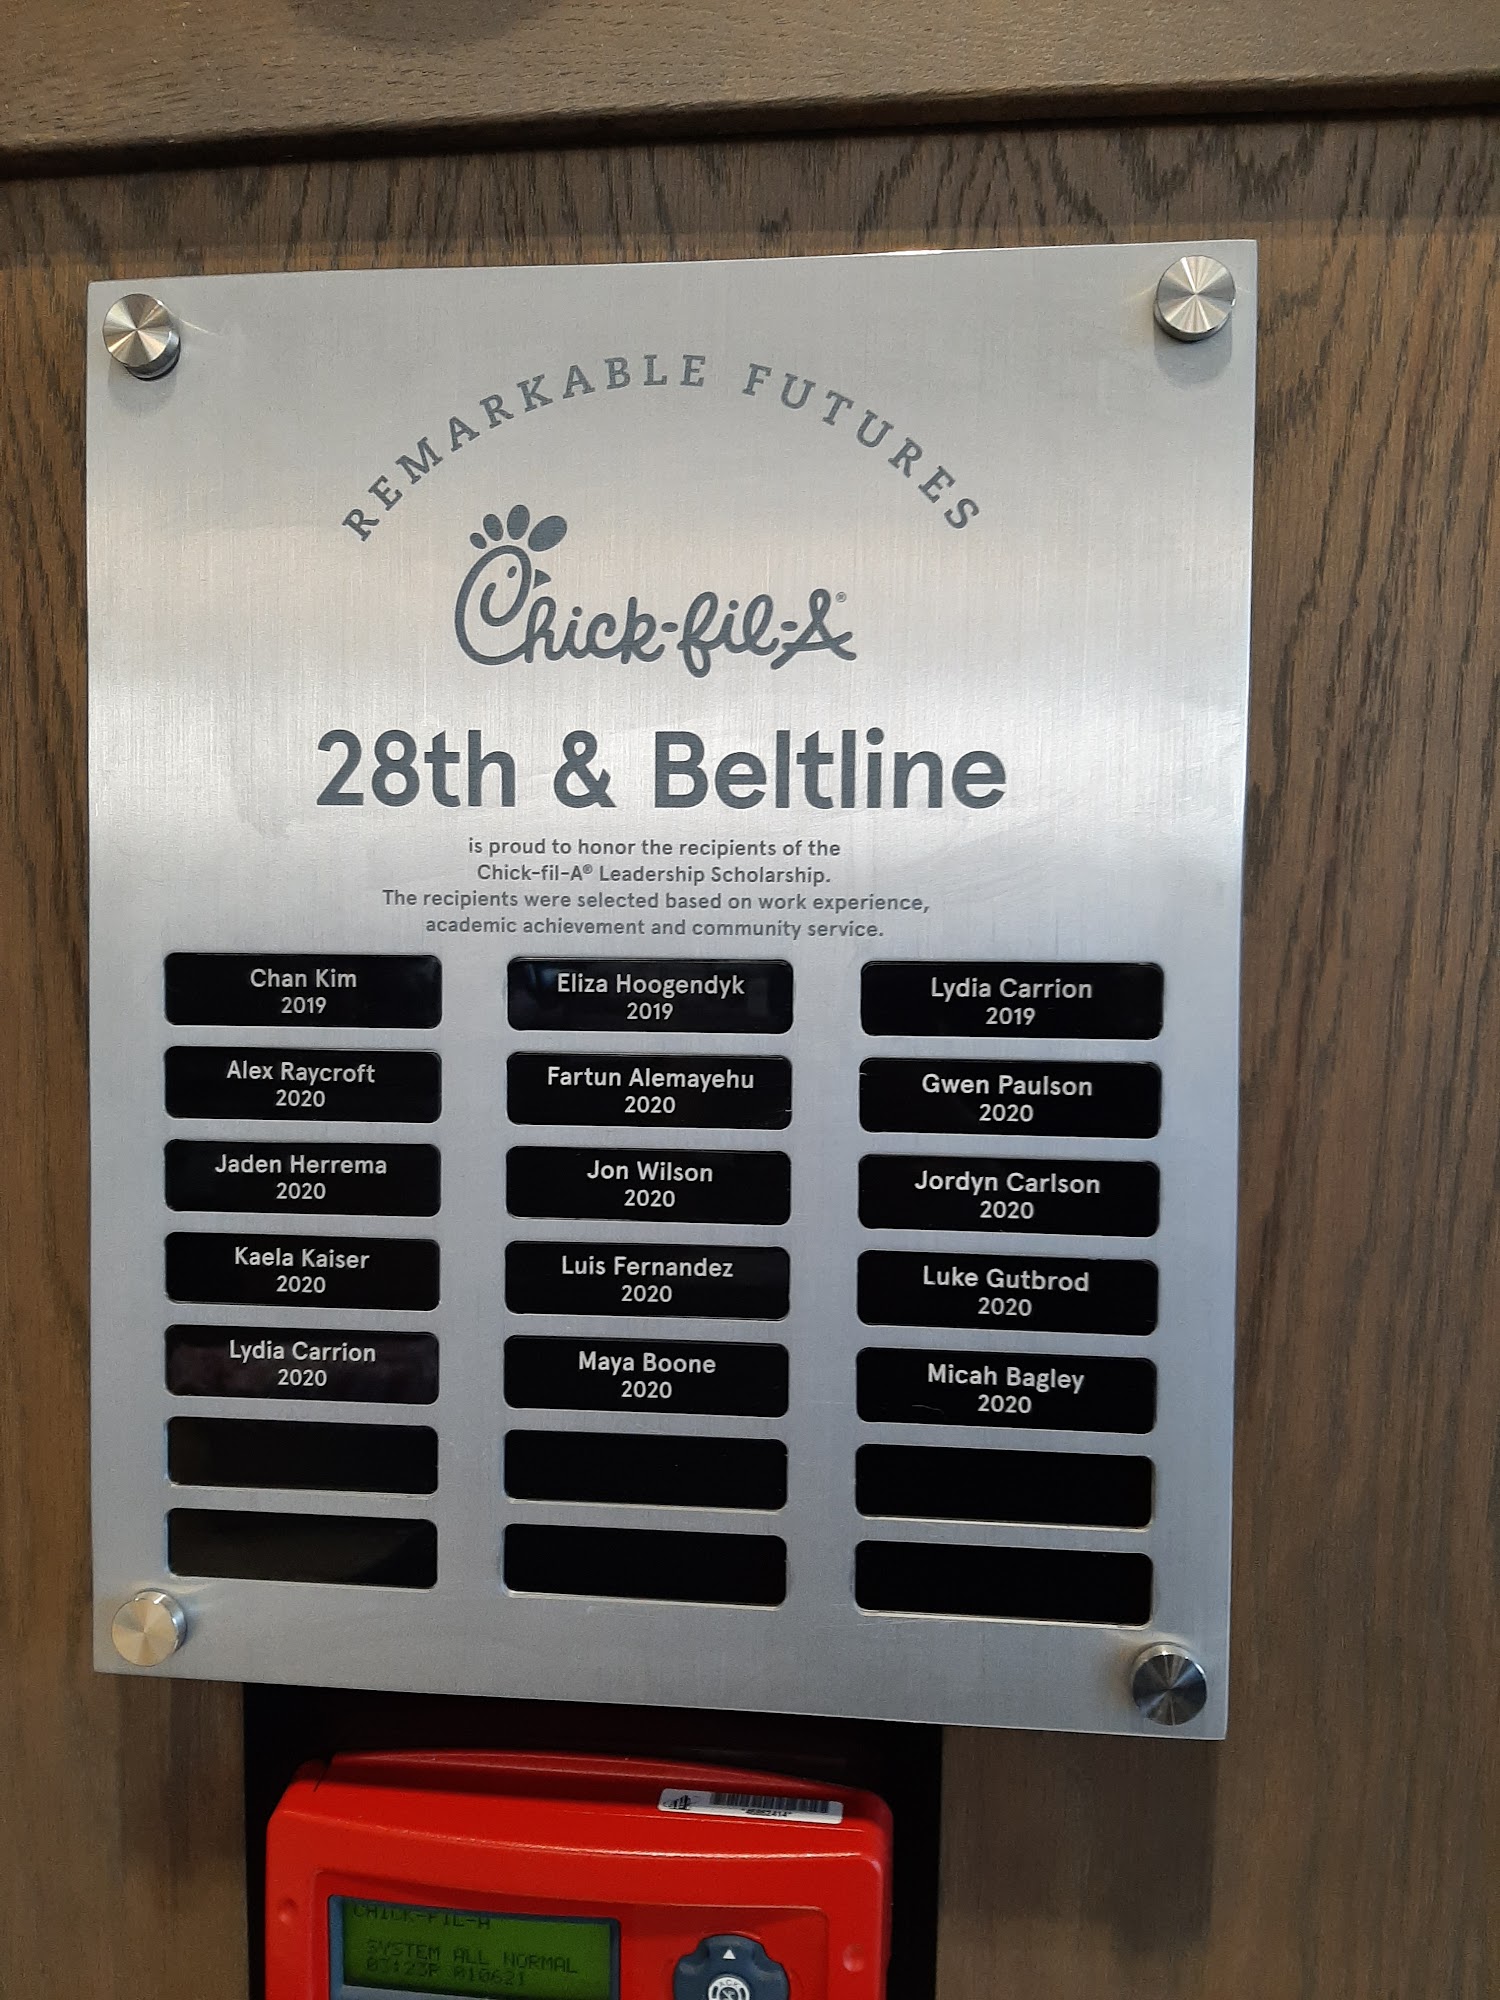 REMARKABLE FUTURES
Chick-fil-A®
28th & Beltline
is proud to honor the recipients of the
Chick-fil-A® Leadership Scholarship.
The recipients were selected based on work experience,
academic achievement and community service.
Chan Kim
2019
Eliza Hoogendyk
2019
Lydia Carrion
2019
Alex Raycroft
2020
Fartun Alemayehu
2020
Gwen Paulson
2020
Jaden Herrema
2020
Jon Wilson
2020
Jordyn Carlson
2020
Kaela Kaiser
2020
Luis Fernandez
2020
Luke Gutbrod
2020
Lydia Carrion
2020
Maya Boone
2020
Micah Bagley
2020
CHICK-FIL-A
SYSTEM ALL NORMAL
03:23P 010621
ACK